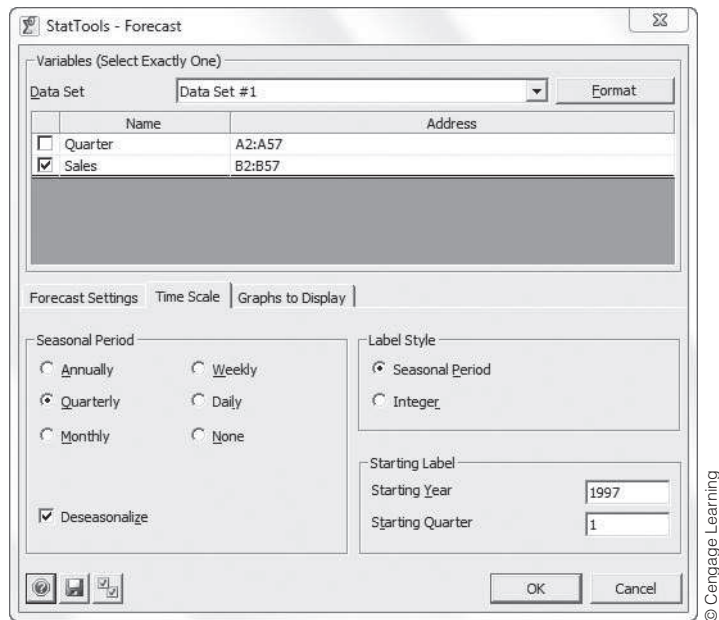 StatTools - Forecast
Variables (Select Exactly One)
Data Set
Data Set #1
Format
Name Address
Quarter A2:A57
Sales B2:B57
Forecast Settings Time Scale Graphs to Display
Seasonal Period
Annually Weekly
Quarterly Daily
Monthly None
Deseasonalize
Label Style
Seasonal Period
Integer
Starting Label
Starting Year 1997
Starting Quarter 1
OK Cancel
© Cengage Learning